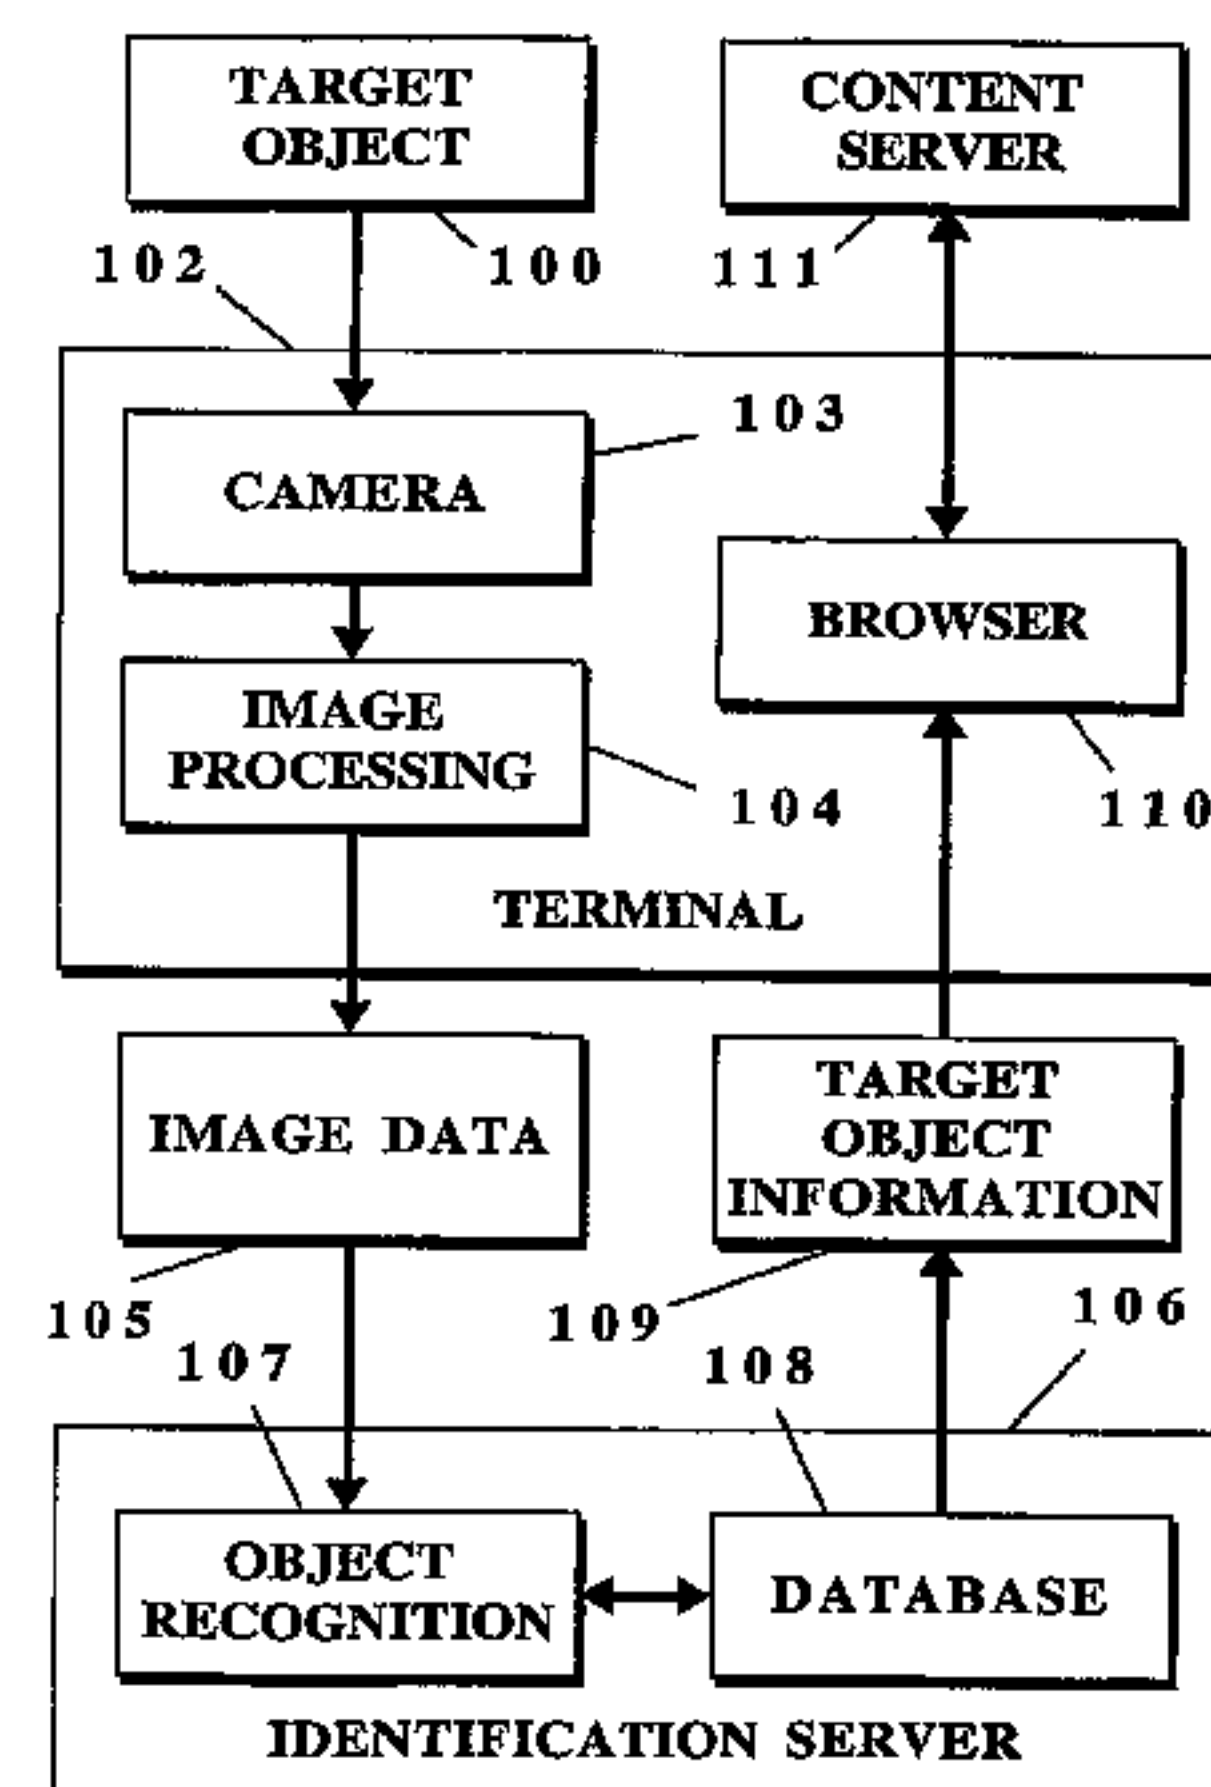 TARGET
OBJECT
CONTENT
SERVER
102
100
111
103
CAMERA
BROWSER
IMAGE
PROCESSING
104
110
TERMINAL
IMAGE DATA
TARGET
OBJECT
INFORMATION
105
109
106
107
108
OBJECT
RECOGNITION
DATABASE
IDENTIFICATION SERVER